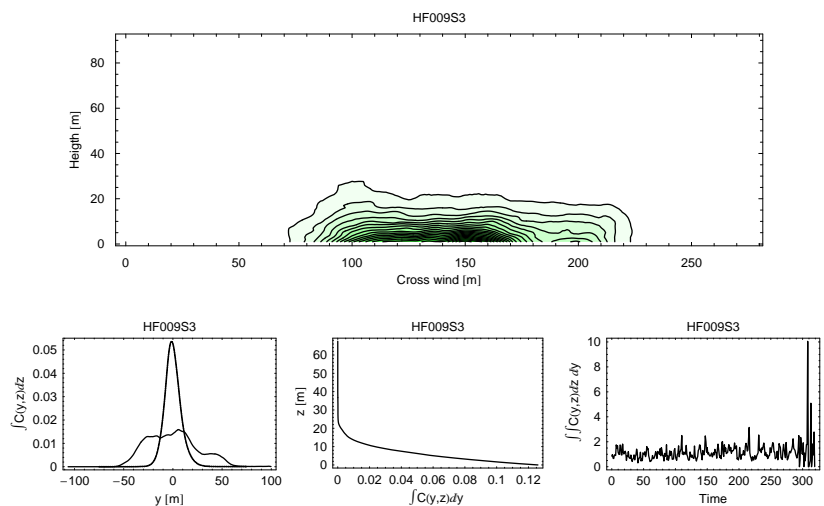 HF009S3
80
60
40
20
0
Heigth [m]
0 50 100 150 200 250
Cross wind [m]
HF009S3
0.05
0.04
0.03
0.02
0.01
0
∫C(y,z)dz
−100 −50 0 50 100
y [m]
HF009S3
60
50
40
30
20
10
0
z [m]
0 0.02 0.04 0.06 0.08 0.1 0.12
∫C(y,z)dy
HF009S3
10
8
6
4
2
0
∫∫C(y,z)dz dy
0 50 100 150 200 250 300
Time